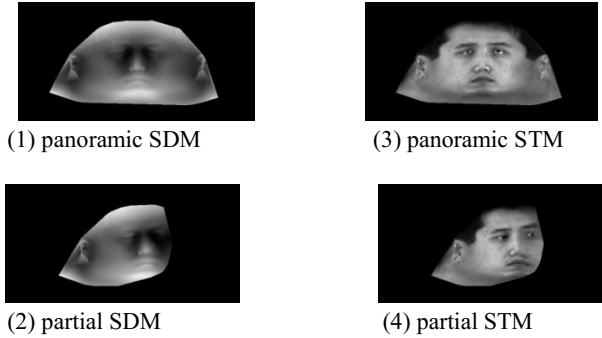 (1) panoramic SDM
(3) panoramic STM
(2) partial SDM
(4) partial STM